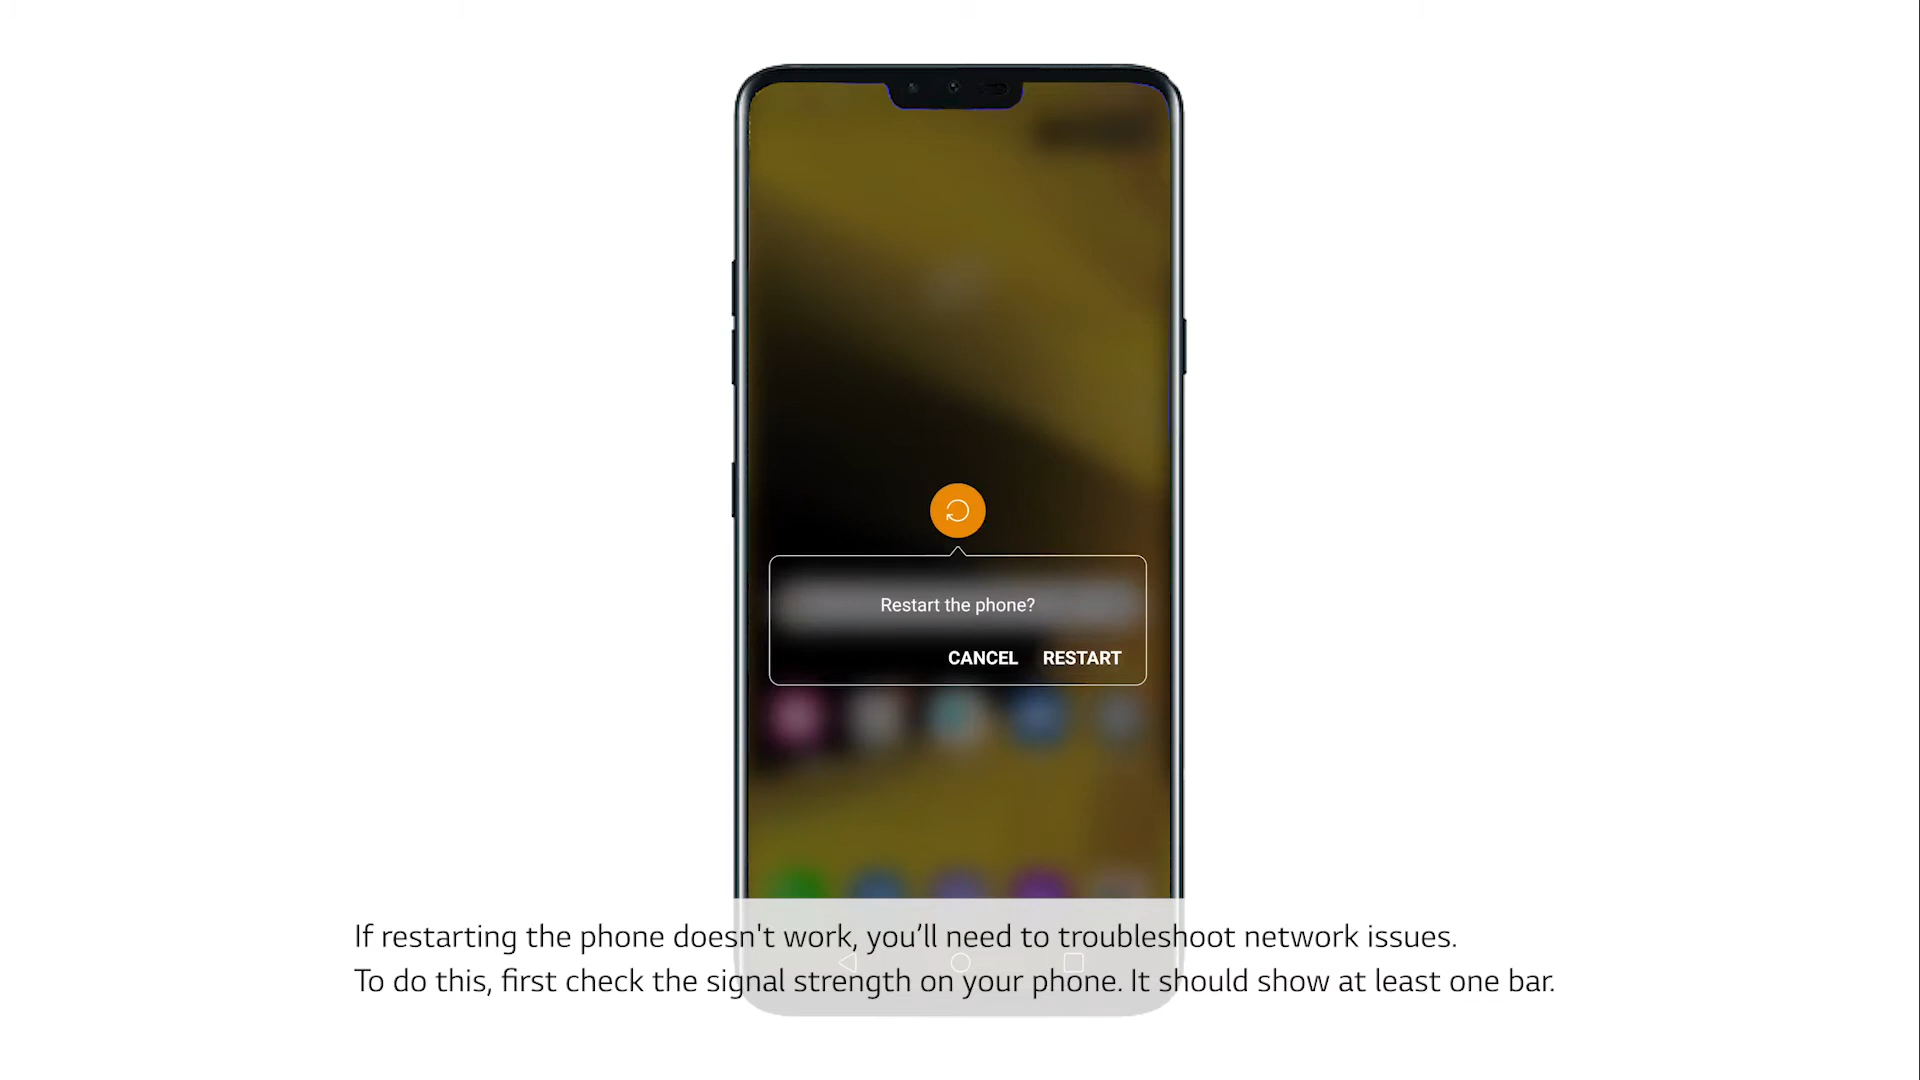 Restart the phone?
CANCEL RESTART
If restarting the phone doesn't work, you’ll need to troubleshoot network issues.
To do this, first check the signal strength on your phone. It should show at least one bar.